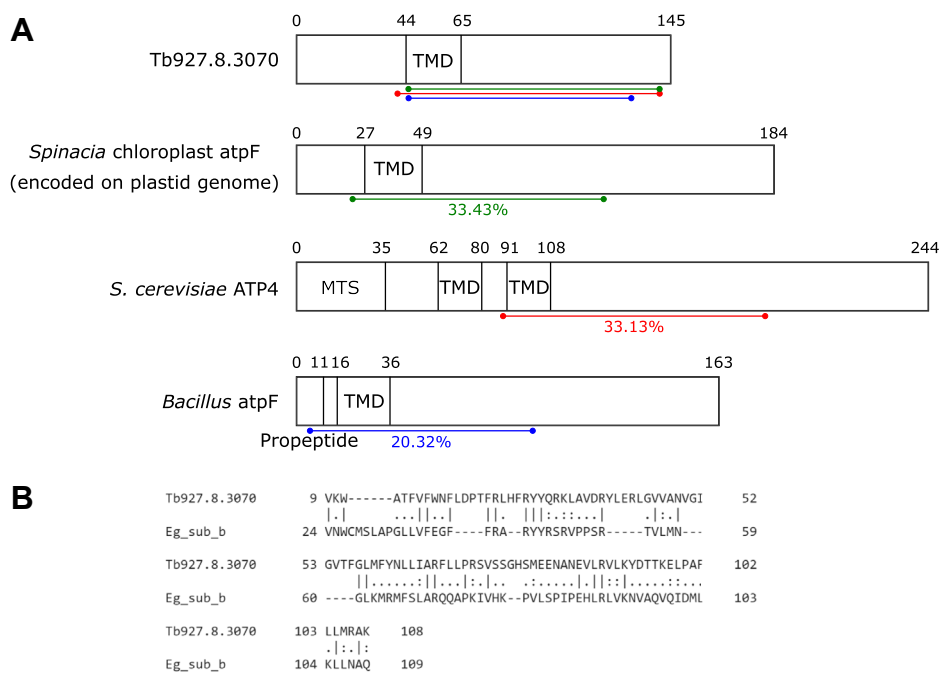 A
0 44 65 145
Tb927.8.3070
TMD
0 27 49 184
Spinacia chloroplast atpF
(encoded on plastid genome)
TMD
33.43%
0 35 62 80 91 108 244
S. cerevisiae ATP4
MTS TMD TMD
33.13%
0 11 16 36 163
Bacillus atpF
TMD
Propeptide
20.32%
B
Tb927.8.3070 9 VKW------ATFVFWNFLDPTFRLHFRYYQRKLAVDRYLERLGVVANVGI 52
|.| ...||..| ||. |||:.::...| .|:.|
Eg_sub_b 24 VNWCMSLAPGLLVFEGF----FRA--RYYRSRVPPSR-----TVLMN--- 59
Tb927.8.3070 53 GVTFGLMFYNLLIARFLLPRSVSSGHSMEENANEVLRVLKYDTTKELPAF 102
||......:||...|:.|.. .:.....|.||::|....::...
Eg_sub_b 60 ----GLKMRMFSLARQQAPKIVHK--PVLSPIPEHLRLVKNVAQVQIDML 103
Tb927.8.3070 103 LLMRAK 108
.|:.|:
Eg_sub_b 104 KLLNAQ 109